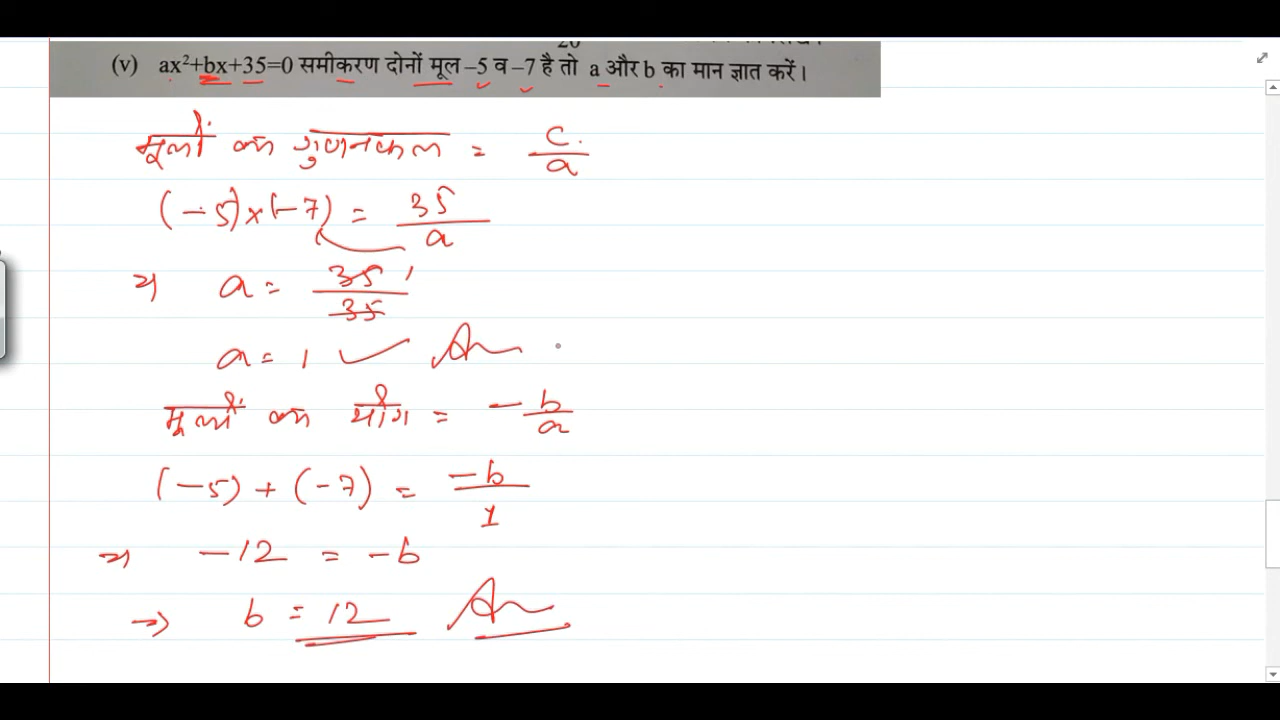 (v) ax²+bx+35=0 समीकरण दोनों मूल –5 व –7 है तो a और b का मान ज्ञात करें।
मूलों का गुणनफल = c/a
(-5)×(-7) = 35/a
⇒ a = 35/35 1
a = 1 ✓ Ans
मूलों का योग = -b/a
(-5) + (-7) = -b/1
⇒ -12 = -b
⇒ b = 12 Ans